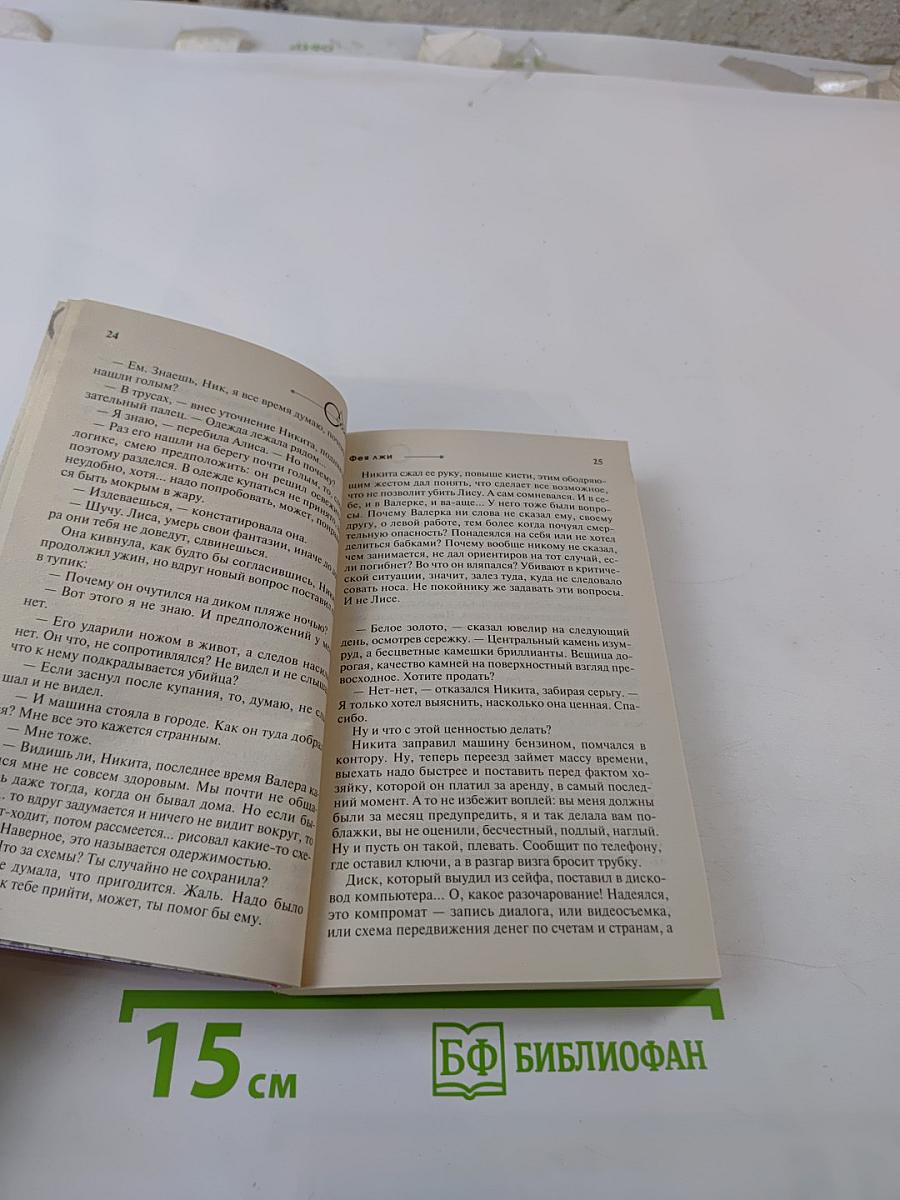 24
— Ем. Знаешь, Ник, я все время думаю,
нашли голым?
— В трусах, — внес уточнение Никита,
зательный палец. — Одежда лежала рядом...
— Я знаю, — перебила Алиса. — Но почему?
— Раз его нашли на берегу почти голым, то,
логике, смею предположить: он решил
поэтому разделся. В одежде купаться не принято,
неудобно, хотя... надо попробовать, может,
ся быть мокрым в жару.
— Издеваешься, — констатировала она.
— Шучу. Лиса, умерь свои фантазии, иначе до
ра они тебя не доведут, сдвинешься.
Она кивнула, как будто бы согласившись,
продолжил ужин, но вдруг новый вопрос поставил
в тупик:
— Почему он очутился на диком пляже ночью?
— Вот этого я не знаю. И предположений у
нет.
— Его ударили ножом в живот, а следов
нет. Он что, не сопротивлялся? Не видел и не
что к нему подкрадывается убийца?
— Если заснул после купания, то, думаю, не
шал и не видел.
— И машина стояла в городе. Как он туда
я? Мне все это кажется странным.
— Мне тоже.
— Видишь ли, Никита, последнее время Валера ка-
лся мне не совсем здоровым. Мы почти не обща-
ь даже тогда, когда он бывал дома. Но если бы-
... то вдруг задумается и ничего не видит вокруг, то
т-ходит, потом рассмеется... рисовал какие-то схе-
Наверное, это называется одержимостью.
Что за схемы? Ты случайно не сохранила?
е думала, что пригодится. Жаль. Надо было
к тебе прийти, может, ты помог бы ему.
Фея лжи
25
Никита сжал ее руку, повыше кисти, этим ободряю-
щим жестом дал понять, что сделает все возможное,
что не позволит убить Лису. А сам сомневался. И в се-
бе, и в Валерке, и ва-аще... У него тоже были вопро-
сы. Почему Валерка ни слова не сказал ему, своему
другу, о левой работе, тем более когда почуял смер-
тельную опасность? Понадеялся на себя или не хотел
делиться бабками? Почему вообще никому не сказал,
чем занимается, не дал ориентиров на тот случай, ес-
ли погибнет? Во что он вляпался? Убивают в критиче-
ской ситуации, значит, залез туда, куда не следовало
совать носа. Не покойнику же задавать эти вопросы.
И не Лисе.
— Белое золото, — сказал ювелир на следующий
день, осмотрев сережку. — Центральный камень изум-
руд, а бесцветные камешки бриллианты. Вещица до-
рогая, качество камней на поверхностный взгляд пре-
восходное. Хотите продать?
— Нет-нет, — отказался Никита, забирая серьгу. —
Я только хотел выяснить, насколько она ценная. Спа-
сибо.
Ну и что с этой ценностью делать?
Никита заправил машину бензином, помчался в
контору. Ну, теперь переезд займет массу времени,
выехать надо быстрее и поставить перед фактом хо-
зяйку, которой он платил за аренду, в самый послед-
ний момент. А то не избежит воплей: вы меня должны
были за месяц предупредить, я и так делала вам по-
блажки, вы не оценили, бесчестный, подлый, наглый.
Ну и пусть он такой, плевать. Сообщит по телефону,
где оставил ключи, а в разгар визга бросит трубку.
Диск, который выудил из сейфа, поставил в диско-
вод компьютера... О, какое разочарование! Надеялся,
это компромат — запись диалога, или видеосъемка,
или схема передвижения денег по счетам и странам, а
15 см
БФ БИБЛИОФАН